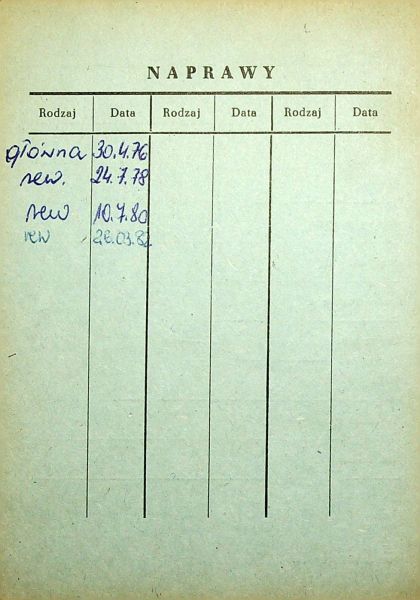 NAPRAWY
Rodzaj Data Rodzaj Data Rodzaj Data
główna 30.4.76
rew. 24.7.78
rew 10.7.80
rew 26.03.82